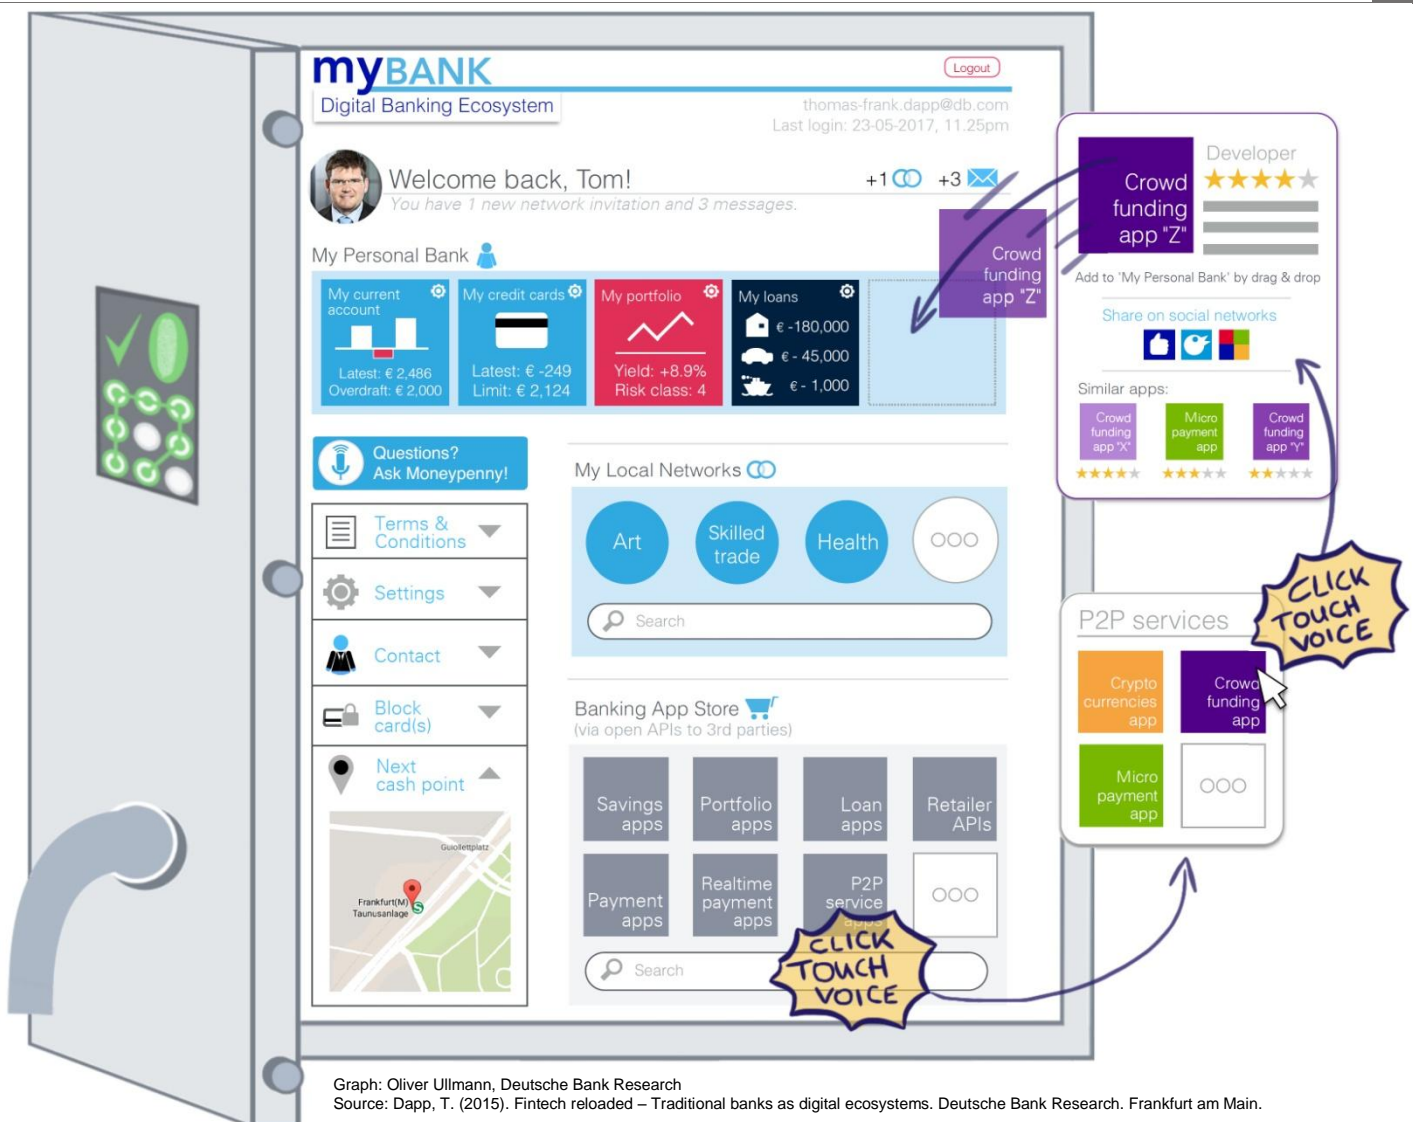 myBANK
Logout
Digital Banking Ecosystem
thomas-frank.dapp@db.com
Last login: 23-05-2017, 11.25pm
Welcome back, Tom!
+1
+3
You have 1 new network invitation and 3 messages.
My Personal Bank
My current
account
Latest: € 2,486
Overdraft: € 2,000
My credit cards
Latest: € -249
Limit: € 2,124
My portfolio
Yield: +8.9%
Risk class: 4
My loans
€ -180,000
€ - 45,000
€ - 1,000
Crowd
funding
app "Z"
Crowd
funding
app "Z"
Developer
Add to 'My Personal Bank' by drag & drop
Share on social networks
Similar apps:
Crowd
funding
app "X"
Micro
payment
app
Crowd
funding
app "Y"
Questions?
Ask Moneypenny!
Terms &
Conditions
Settings
Contact
Block
card(s)
Next
cash point
Guiollettplatz
Frankfurt(M)
Taunusanlage
S
My Local Networks
Art
Skilled
trade
Health
Search
Banking App Store
(via open APIs to 3rd parties)
Savings
apps
Portfolio
apps
Loan
apps
Retailer
APIs
Payment
apps
Realtime
payment
apps
P2P
service
apps
Search
CLICK
TOUCH
VOICE
P2P services
Crypto
currencies
app
Crowd
funding
app
Micro
payment
app
CLICK
TOUCH
VOICE
Graph: Oliver Ullmann, Deutsche Bank Research
Source: Dapp, T. (2015). Fintech reloaded – Traditional banks as digital ecosystems. Deutsche Bank Research. Frankfurt am Main.